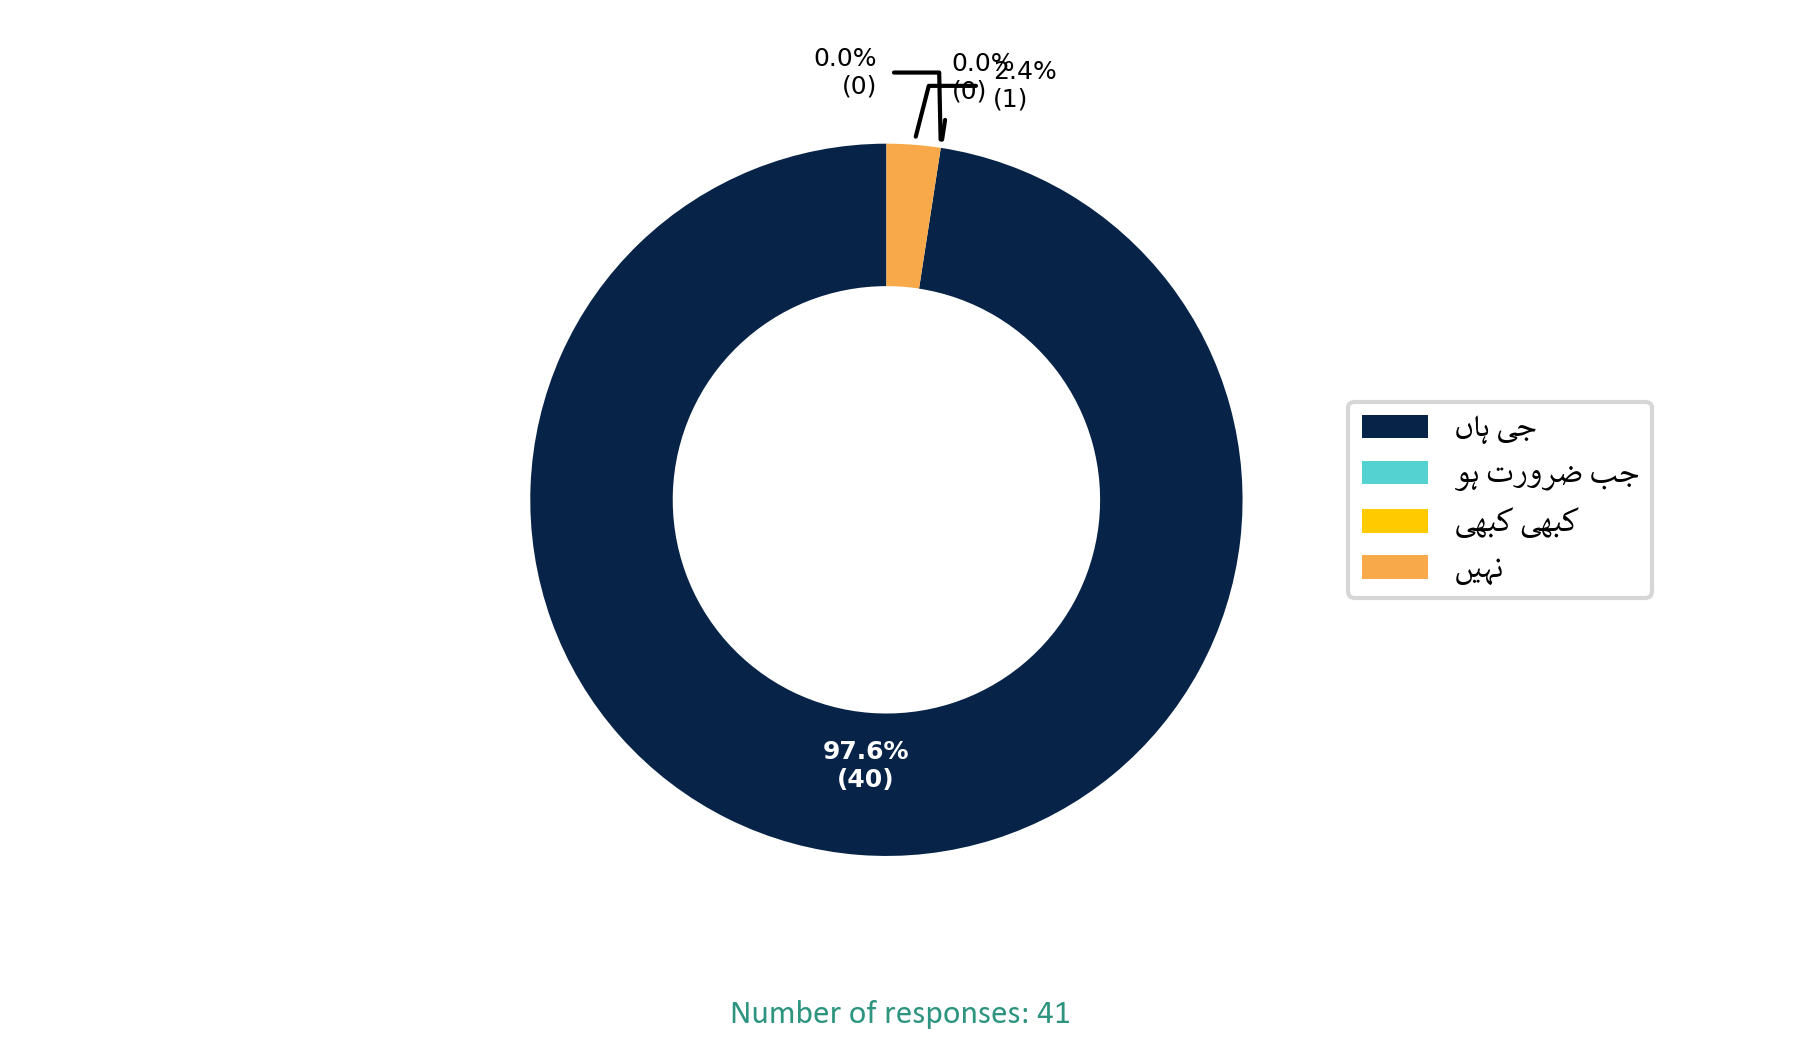 0.0%
(0)
0.0%
(0)
2.4%
(1)
جی ہاں
جب ضرورت ہو
کبھی کبھی
نہیں
97.6%
(40)
Number of responses: 41